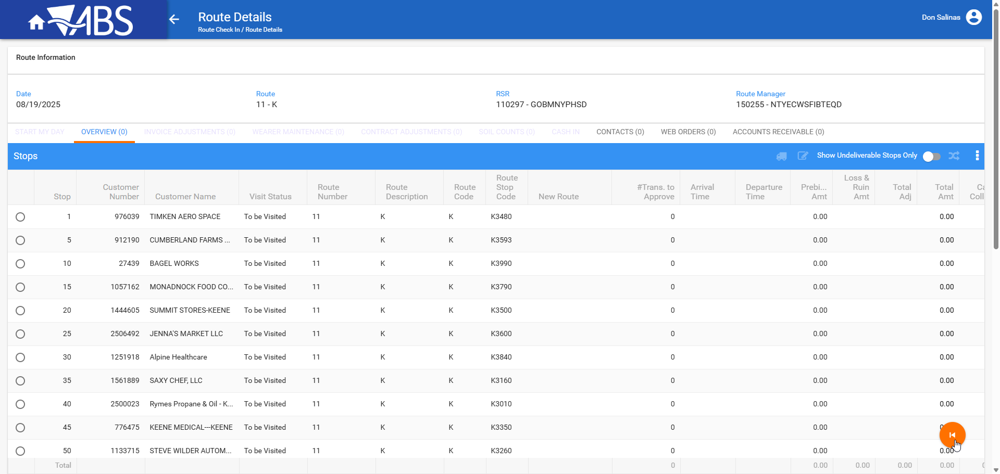 ABS
Route Details
Route Check In / Route Details
Don Salinas
Route Information
Date
08/19/2025
Route
11 - K
RSR
110297 - GOBMNYPHSD
Route Manager
150255 - NTYECWSFIBTEQD
START MY DAY OVERVIEW (0) INVOICE ADJUSTMENTS (0) WEARER MAINTENANCE (0) CONTRACT ADJUSTMENTS (0) SOIL COUNTS (0) CASH IN CONTACTS (0) WEB ORDERS (0) ACCOUNTS RECEIVABLE (0)
Stops
Show Undeliverable Stops Only
Stop
Customer
Number
Customer Name
Visit Status
Route
Number
Route
Description
Route
Code
Route
Stop
Code
New Route
#Trans. to
Approve
Arrival
Time
Departure
Time
Prebi...
Amt
Loss &
Ruin
Amt
Total
Adj
Total
Amt
1 976039 TIMKEN AERO SPACE To be Visited 11 K K K3480 0 0.00 0.00
5 912190 CUMBERLAND FARMS ... To be Visited 11 K K K3593 0 0.00 0.00
10 27439 BAGEL WORKS To be Visited 11 K K K3990 0 0.00 0.00
15 1057162 MONADNOCK FOOD CO... To be Visited 11 K K K3790 0 0.00 0.00
20 1444605 SUMMIT STORES-KEENE To be Visited 11 K K K3500 0 0.00 0.00
25 2506492 JENNA'S MARKET LLC To be Visited 11 K K K3600 0 0.00 0.00
30 1251918 Alpine Healthcare To be Visited 11 K K K3840 0 0.00 0.00
35 1561889 SAXY CHEF, LLC To be Visited 11 K K K3160 0 0.00 0.00
40 2500023 Rymes Propane & Oil - K... To be Visited 11 K K K3010 0 0.00 0.00
45 776475 KEENE MEDICAL---KEENE To be Visited 11 K K K3350 0 0.00
50 1133715 STEVE WILDER AUTOM... To be Visited 11 K K K3260 0 0.00 0.00
Total 0 0.00 0.00 0.00 0.00